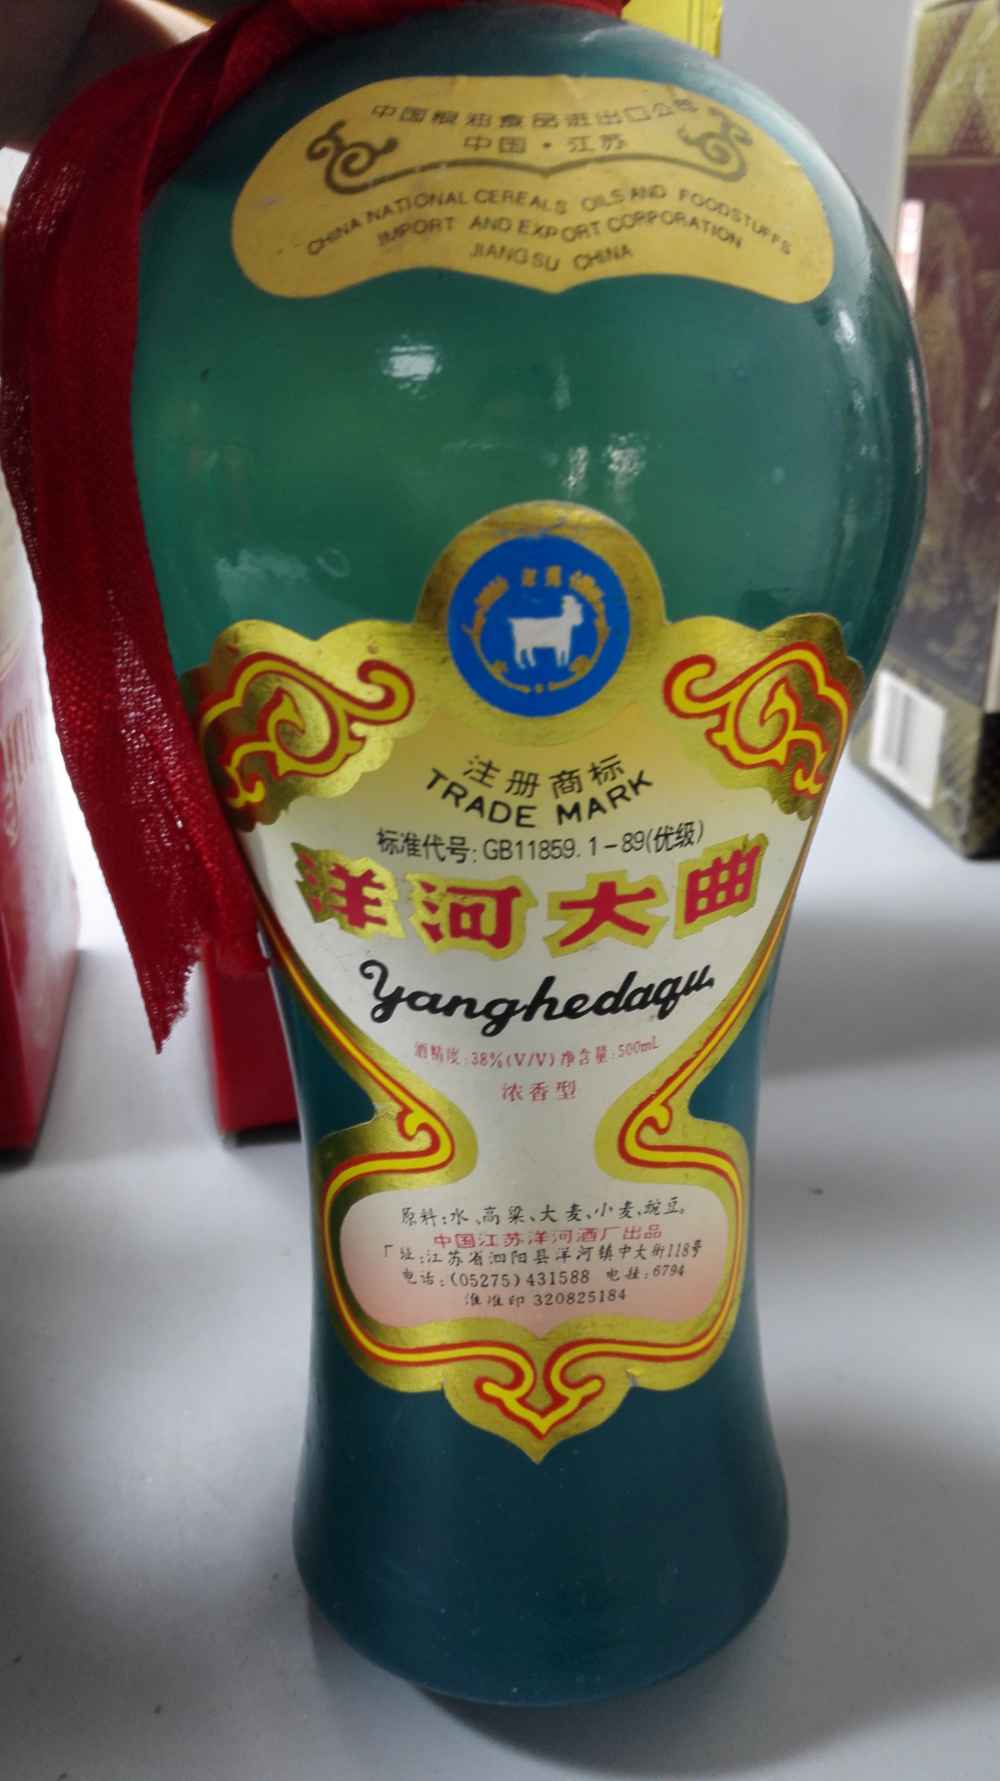 中国粮油食品进出口公司
中国·江苏
CHINA NATIONAL CEREALS OILS AND FOODSTUFFS
IMPORT AND EXPORT CORPORATION
JIANGSU CHINA
注册商标
TRADE MARK
标准代号:GB11859.1-89(优级)
洋河大曲
Yanghedaqu
酒精度:38%(V/V) 净含量:500mL
浓香型
原料:水、高粱、大麦、小麦、豌豆。
中国江苏洋河酒厂出品
厂址:江苏省泗阳县洋河镇中大街118号
电话:(05275)431588 电挂:6794
淮准印 320825184